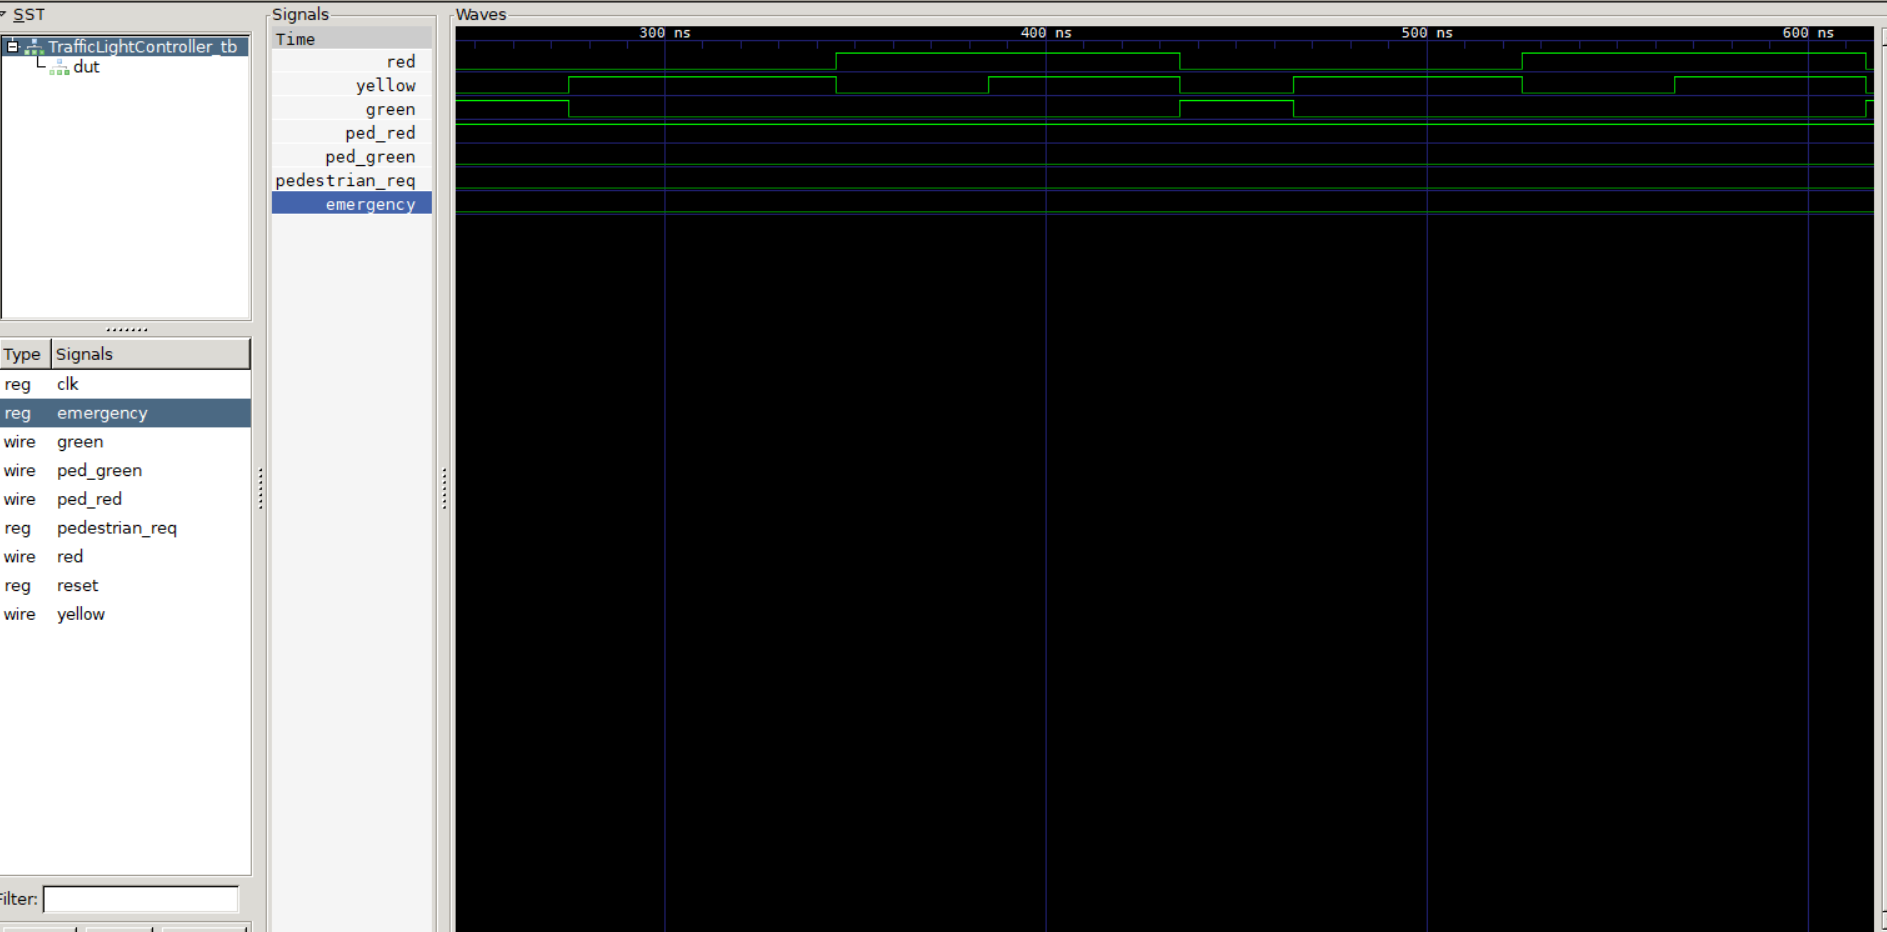 SST
TrafficLightController_tb
dut
Type Signals
reg clk
reg emergency
wire green
wire ped_green
wire ped_red
reg pedestrian_req
wire red
reg reset
wire yellow
Filter:
Signals
Time
red
yellow
green
ped_red
ped_green
pedestrian_req
emergency
Waves
300 ns 400 ns 500 ns 600 ns